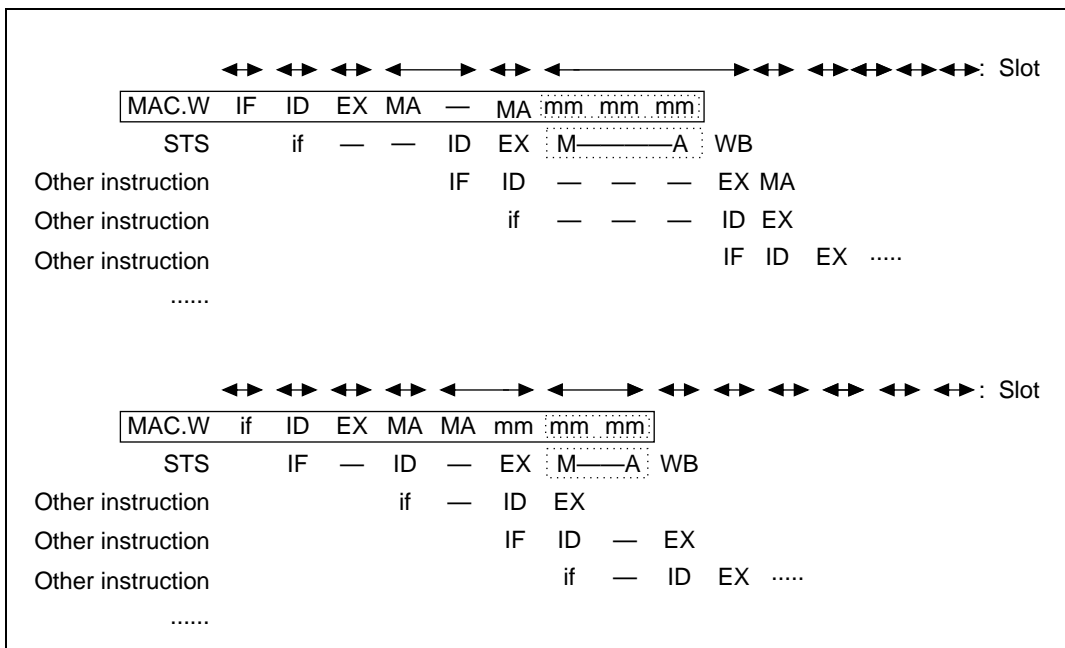 : Slot
MAC.W IF ID EX MA — MA mm mm mm
STS if — — ID EX M———A WB
Other instruction IF ID — — — EX MA
Other instruction if — — — ID EX
Other instruction IF ID EX .....
......
: Slot
MAC.W if ID EX MA MA mm mm mm
STS IF — ID — EX M——A WB
Other instruction if — ID EX
Other instruction IF ID — EX
Other instruction if — ID EX .....
......